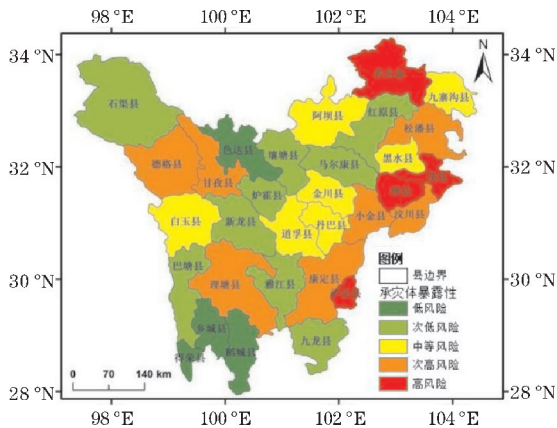 98 °E
100 °E
102 °E
104 °E
34 °N
34 °N
N
石渠县
阿坝县
红原县
九寨沟县
松潘县
色达县
壤塘县
马尔康县
黑水县
德格县
甘孜县
炉霍县
金川县
小金县
汶川县
白玉县
新龙县
道孚县
丹巴县
32 °N
32 °N
巴塘县
理塘县
雅江县
康定县
30 °N
30 °N
乡城县
得荣县
九龙县
28 °N
28 °N
图例
县边界
承灾体暴露性
低风险
次低风险
中等风险
次高风险
高风险
0 70 140 km
98 °E
100 °E
102 °E
104 °E